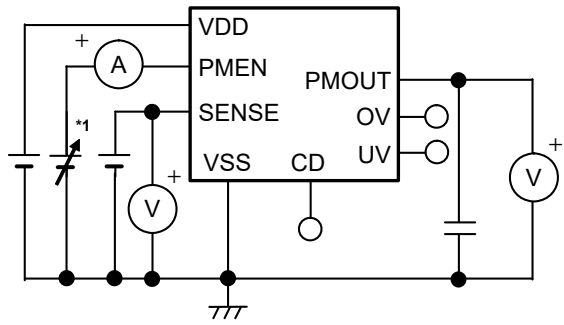 VDD
+
A
PMEN
PMOUT
*1
SENSE
OV
VSS
CD
UV
+
V
+
V